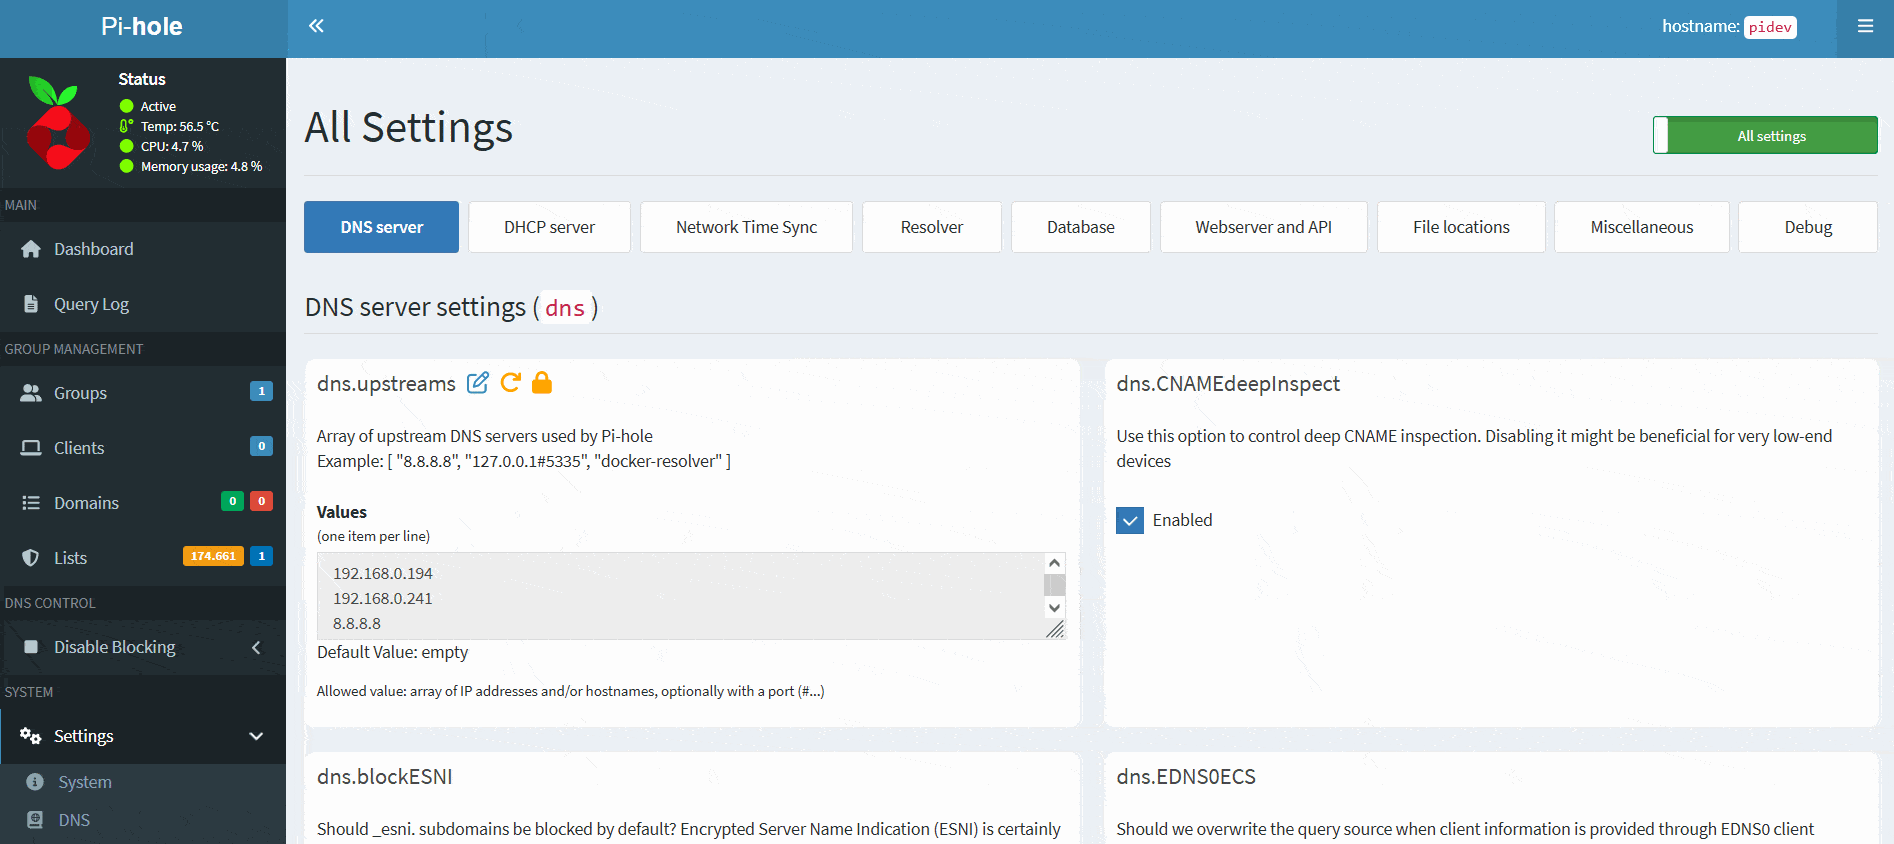 Pi-hole
hostname: pidev
Status
Active
Temp: 56.5 °C
CPU: 4.7 %
Memory usage: 4.8 %
MAIN
Dashboard
Query Log
GROUP MANAGEMENT
Groups 1
Clients 0
Domains 0 0
Lists 174.661 1
DNS CONTROL
Disable Blocking
SYSTEM
Settings
System
DNS
All Settings
All settings
DNS server
DHCP server
Network Time Sync
Resolver
Database
Webserver and API
File locations
Miscellaneous
Debug
DNS server settings (dns)
dns.upstreams
Array of upstream DNS servers used by Pi-hole
Example: [ "8.8.8.8", "127.0.0.1#5335", "docker-resolver" ]
Values
(one item per line)
192.168.0.194
192.168.0.241
8.8.8.8
Default Value: empty
Allowed value: array of IP addresses and/or hostnames, optionally with a port (#...)
dns.CNAMEdeepInspect
Use this option to control deep CNAME inspection. Disabling it might be beneficial for very low-end
devices
Enabled
dns.blockESNI
Should _esni. subdomains be blocked by default? Encrypted Server Name Indication (ESNI) is certainly
dns.EDNS0ECS
Should we overwrite the query source when client information is provided through EDNS0 client